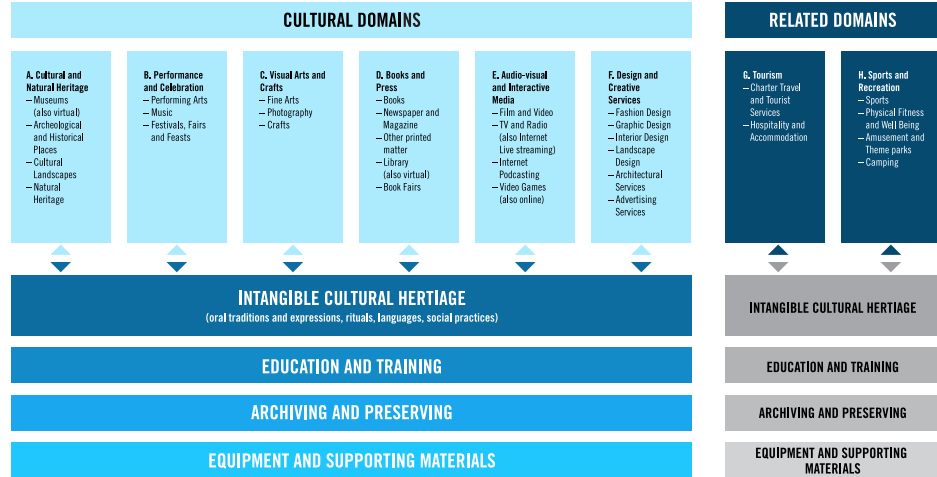 CULTURAL DOMAINS
A. Cultural and
Natural Heritage
– Museums
(also virtual)
– Archeological
and Historical
Places
– Cultural
Landscapes
– Natural
Heritage
B. Performance
and Celebration
– Performing Arts
– Music
– Festivals, Fairs
and Feasts
C. Visual Arts and
Crafts
– Fine Arts
– Photography
– Crafts
D. Books and
Press
– Books
– Newspaper and
Magazine
– Other printed
matter
– Library
(also virtual)
– Book Fairs
E. Audio-visual
and Interactive
Media
– Film and Video
– TV and Radio
(also Internet
Live streaming)
– Internet
Podcasting
– Video Games
(also online)
F. Design and
Creative
Services
– Fashion Design
– Graphic Design
– Interior Design
– Landscape
Design
– Architectural
Services
– Advertising
Services
INTANGIBLE CULTURAL HERTIAGE
(oral traditions and expressions, rituals, languages, social practices)
EDUCATION AND TRAINING
ARCHIVING AND PRESERVING
EQUIPMENT AND SUPPORTING MATERIALS
RELATED DOMAINS
G. Tourism
– Charter Travel
and Tourist
Services
– Hospitality and
Accommodation
H. Sports and
Recreation
– Sports
– Physical Fitness
and Well Being
– Amusement and
Theme parks
– Camping
INTANGIBLE CULTURAL HERTIAGE
EDUCATION AND TRAINING
ARCHIVING AND PRESERVING
EQUIPMENT AND SUPPORTING
MATERIALS